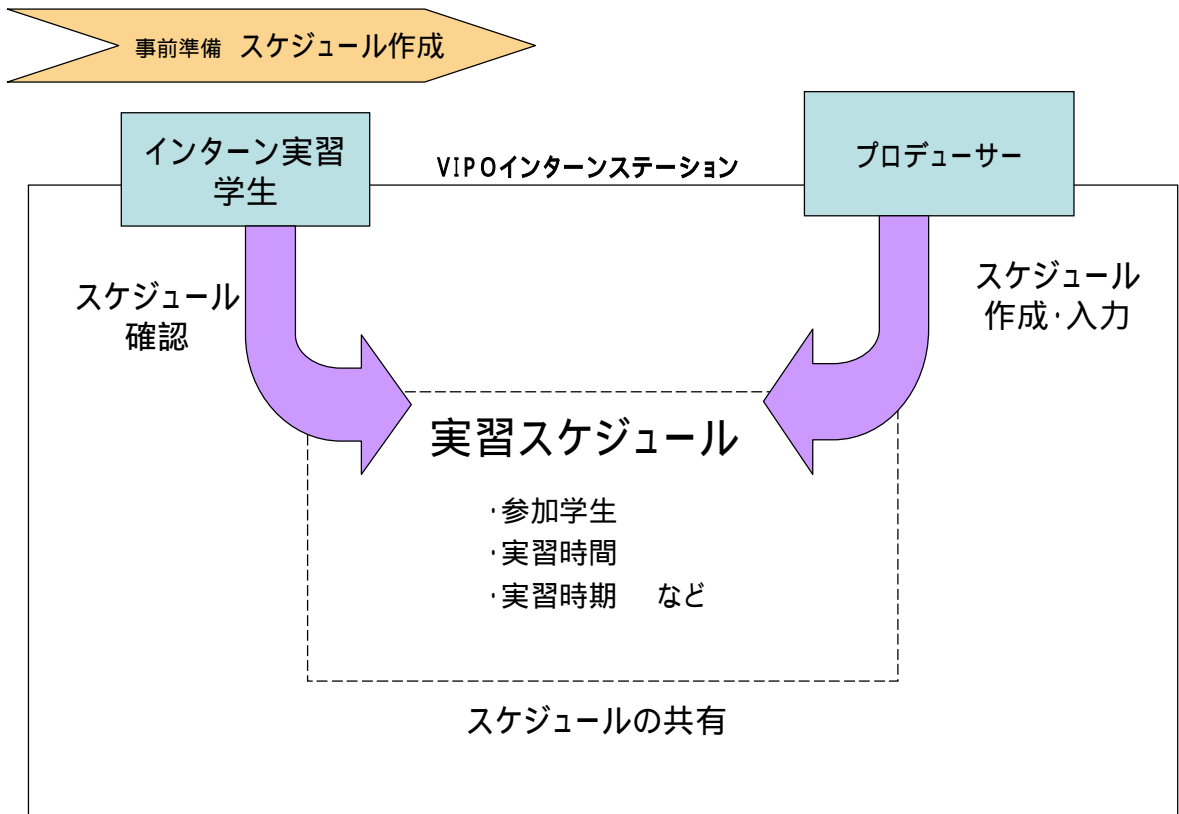 事前準備 スケジュール作成
インターン実習
学生
VIPOインターンステーション
プロデューサー
スケジュール
確認
スケジュール
作成・入力
実習スケジュール
・参加学生
・実習時間
・実習時期 など
スケジュールの共有